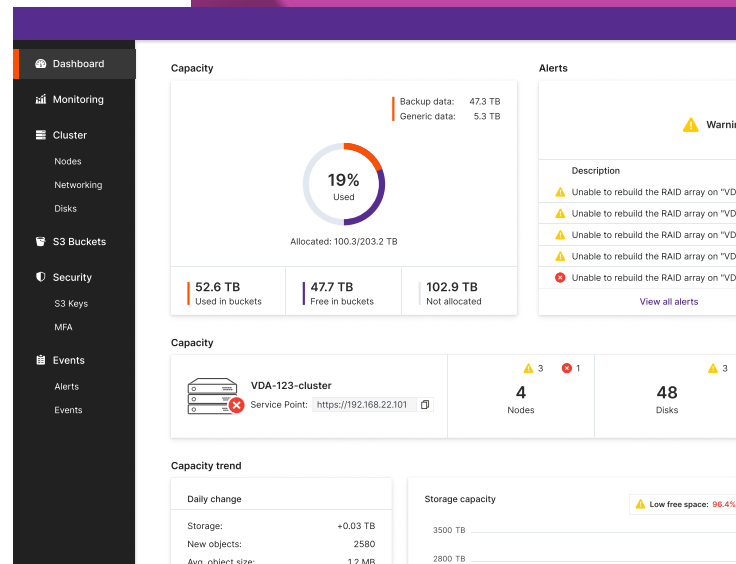 Dashboard
Monitoring
Cluster
Nodes
Networking
Disks
S3 Buckets
Security
S3 Keys
MFA
Events
Alerts
Events
Capacity
Backup data: 47.3 TB
Generic data: 5.3 TB
19%
Used
Allocated: 100.3/203.2 TB
52.6 TB
Used in buckets
47.7 TB
Free in buckets
102.9 TB
Not allocated
Alerts
Description
Unable to rebuild the RAID array on "VD
Unable to rebuild the RAID array on "VD
Unable to rebuild the RAID array on "VD
Unable to rebuild the RAID array on "VD
Unable to rebuild the RAID array on "VD
View all alerts
Capacity
VDA-123-cluster
Service Point: https://192.168.22.101
3 1
4
Nodes
3
48
Disks
Capacity trend
Daily change
Storage: +0.03 TB
New objects: 2580
Avg. object size: 1.2 MB
Storage capacity
Low free space: 96.4%
3500 TB
2800 TB